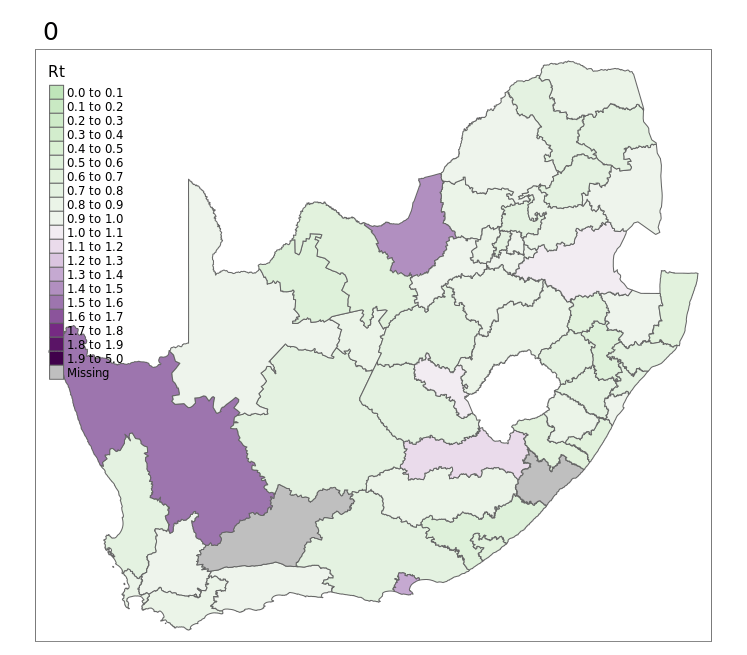 0
Rt
0.0 to 0.1
0.1 to 0.2
0.2 to 0.3
0.3 to 0.4
0.4 to 0.5
0.5 to 0.6
0.6 to 0.7
0.7 to 0.8
0.8 to 0.9
0.9 to 1.0
1.0 to 1.1
1.1 to 1.2
1.2 to 1.3
1.3 to 1.4
1.4 to 1.5
1.5 to 1.6
1.6 to 1.7
1.7 to 1.8
1.8 to 1.9
1.9 to 5.0
Missing